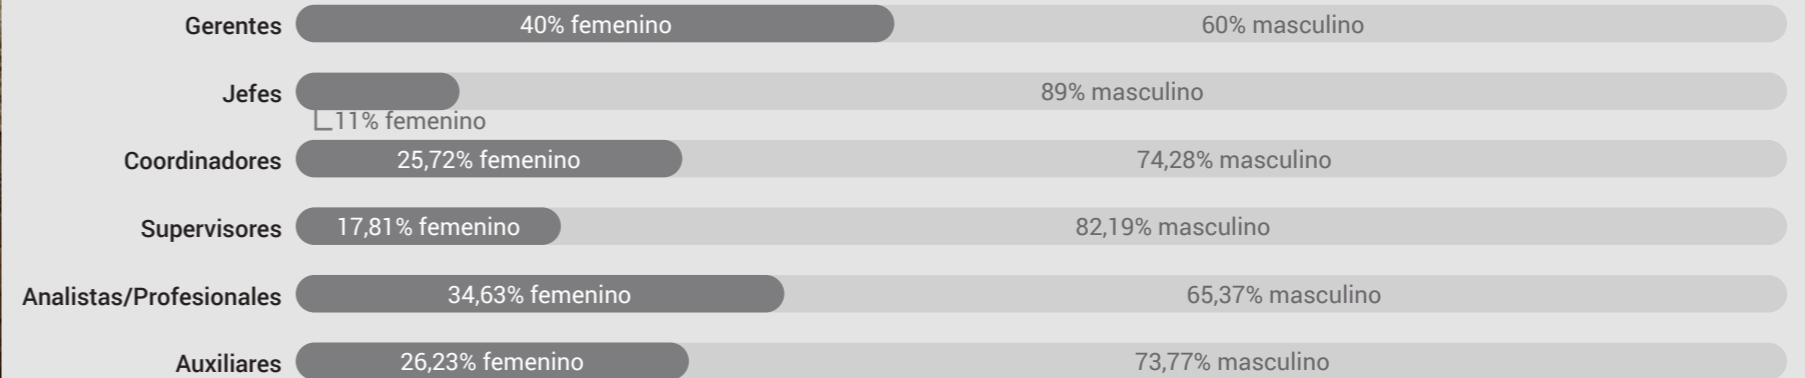 Gerentes 40% femenino 60% masculino
Jefes 89% masculino
11% femenino
Coordinadores 25,72% femenino 74,28% masculino
Supervisores 17,81% femenino 82,19% masculino
Analistas/Profesionales 34,63% femenino 65,37% masculino
Auxiliares 26,23% femenino 73,77% masculino